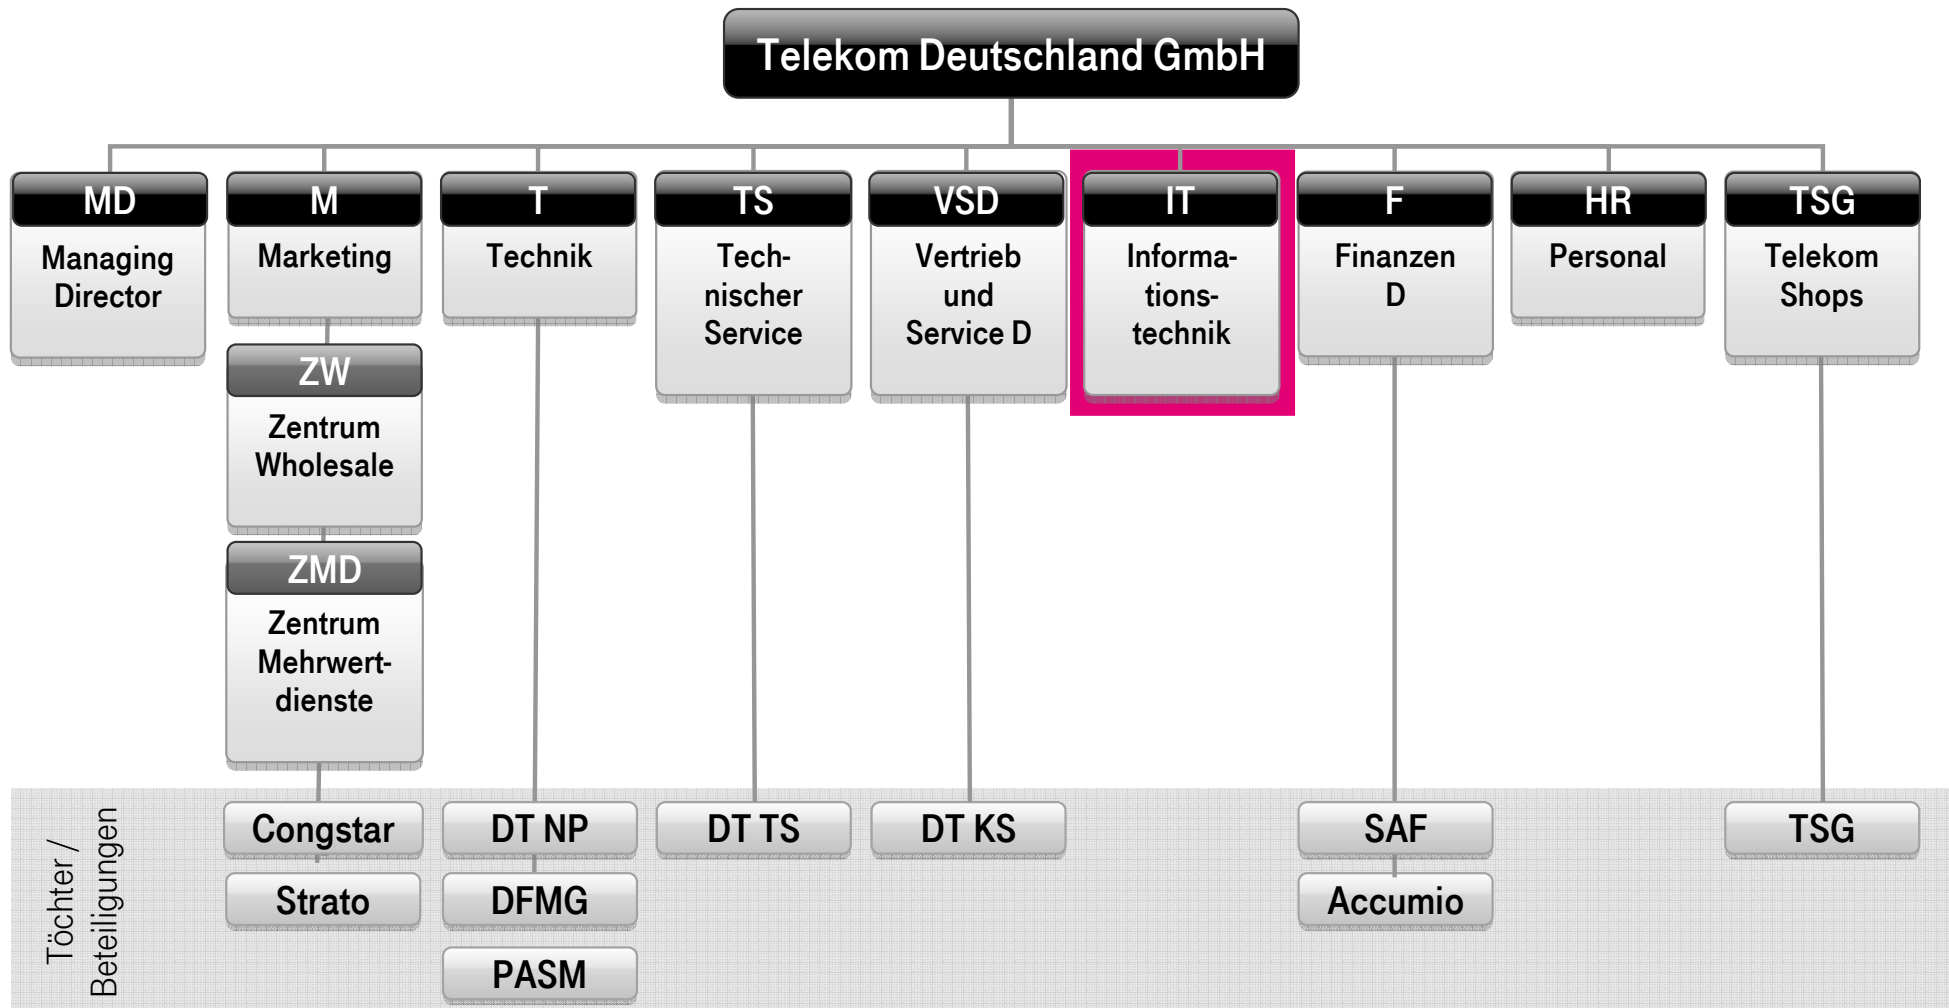 Telekom Deutschland GmbH
MD
Managing
Director
M
Marketing
ZW
Zentrum
Wholesale
ZMD
Zentrum
Mehrwert-
dienste
T
Technik
TS
Tech-
nischer
Service
VSD
Vertrieb
und
Service D
IT
Informa-
tions-
technik
F
Finanzen
D
HR
Personal
TSG
Telekom
Shops
Töchter /
Beteiligungen
Congstar
Strato
DT NP
DFMG
PASM
DT TS
DT KS
SAF
Accumio
TSG